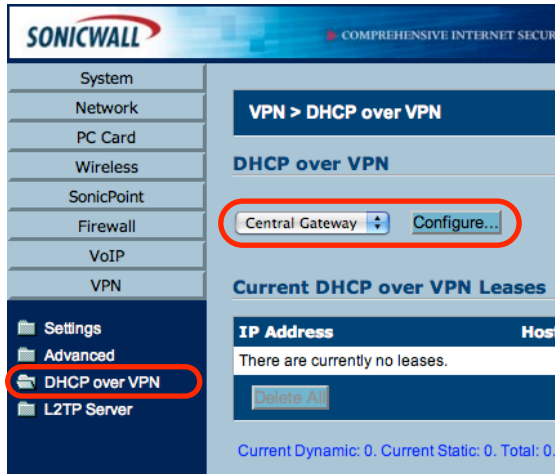 SONICWALL
COMPREHENSIVE INTERNET
System
Network
PC Card
Wireless
SonicPoint
Firewall
VoIP
VPN
Settings
Advanced
DHCP over VPN
L2TP Server
VPN > DHCP over VPN
DHCP over VPN
Central Gateway
Configure...
Current DHCP over VPN Leases
IP Address
There are currently no leases.
Delete All
Current Dynamic: 0. Current Static: 0. Total: 0.